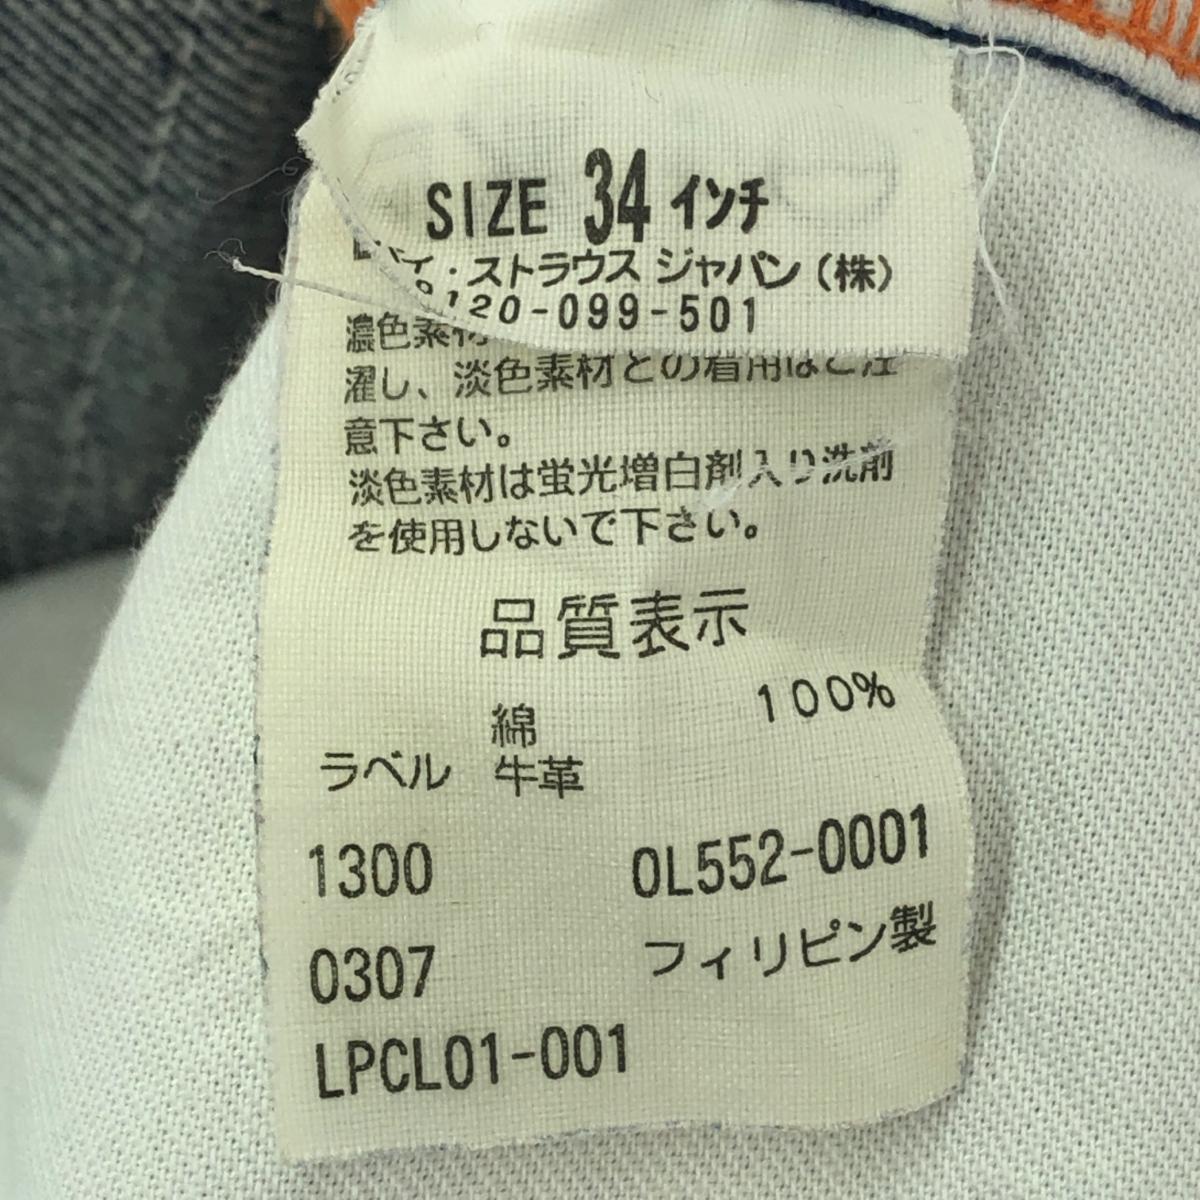 SIZE 34 インチ
・ストラウス ジャパン (株)
0120-099-501
濃色素材
濯し、淡色素材との着用はご注
意下さい。
淡色素材は蛍光増白剤入り洗剤
を使用しないで下さい。
品質表示
綿 100%
ラベル 牛革
1300 0L552-0001
0307 フィリピン製
LPCL01-001